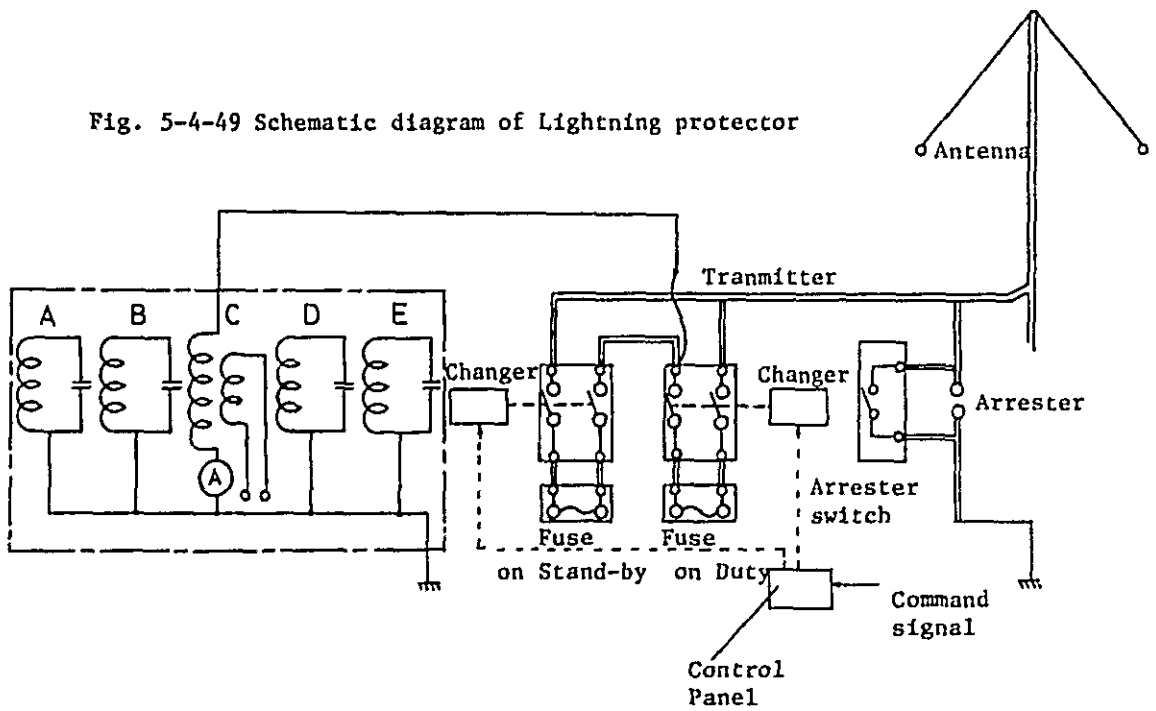 Fig. 5-4-49 Schematic diagram of Lightning protector
Antenna
Tranmitter
A B C D E
Changer
Changer
Arrester
A
Arrester
switch
Fuse
Fuse
on Stand-by on Duty
Command
signal
Control
Panel